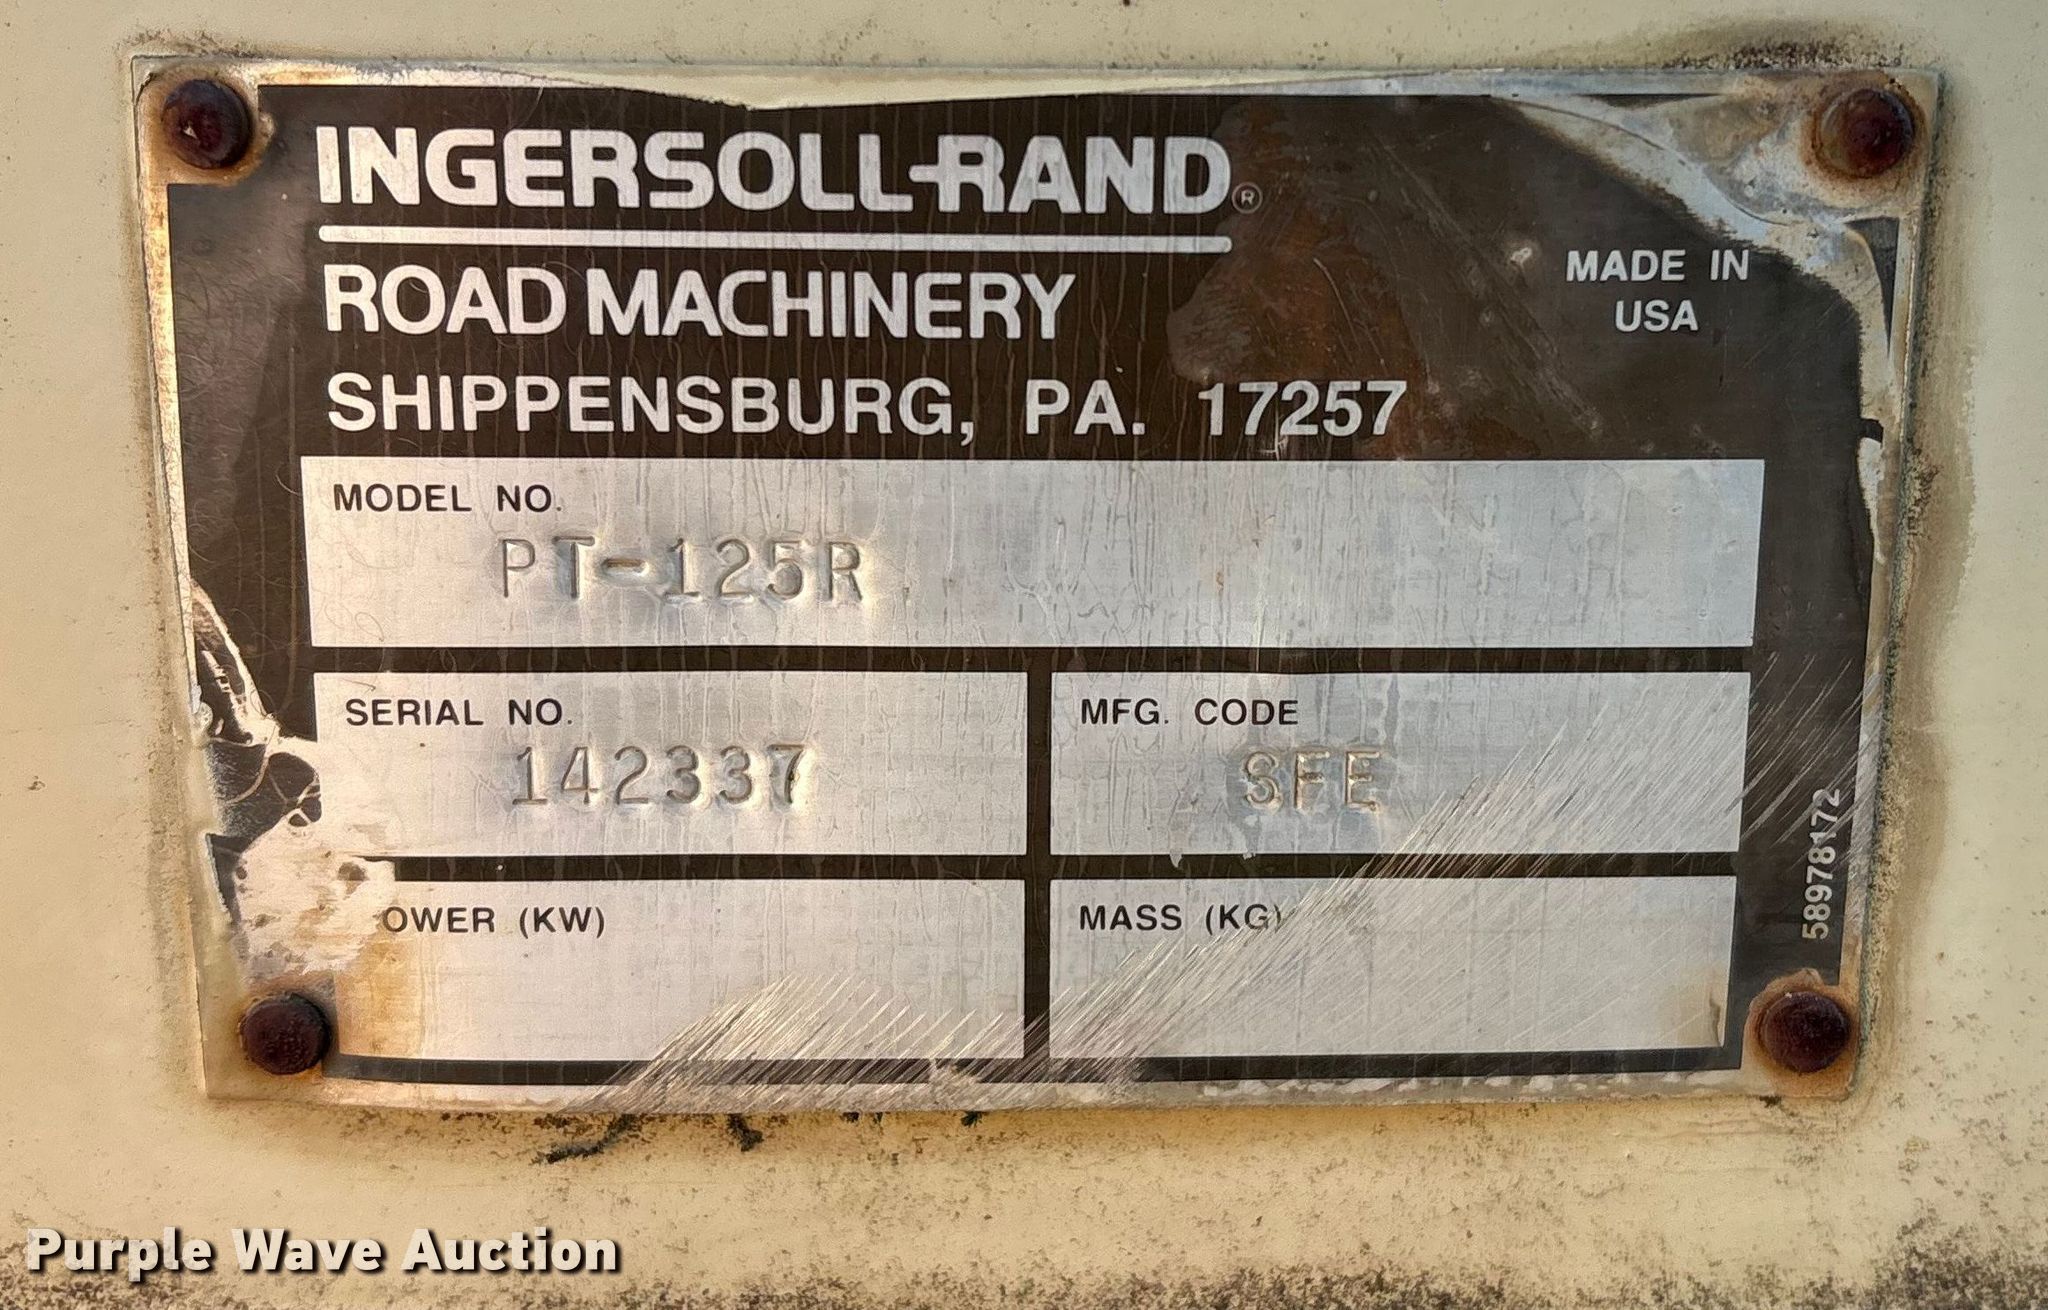 INGERSOLL-RAND®
ROAD MACHINERY
MADE IN
USA
SHIPPENSBURG, PA. 17257
MODEL NO.
PT-125R
SERIAL NO.
142337
MFG. CODE
SFE
OWER (KW)
MASS (KG)
58978172
Purple Wave Auction